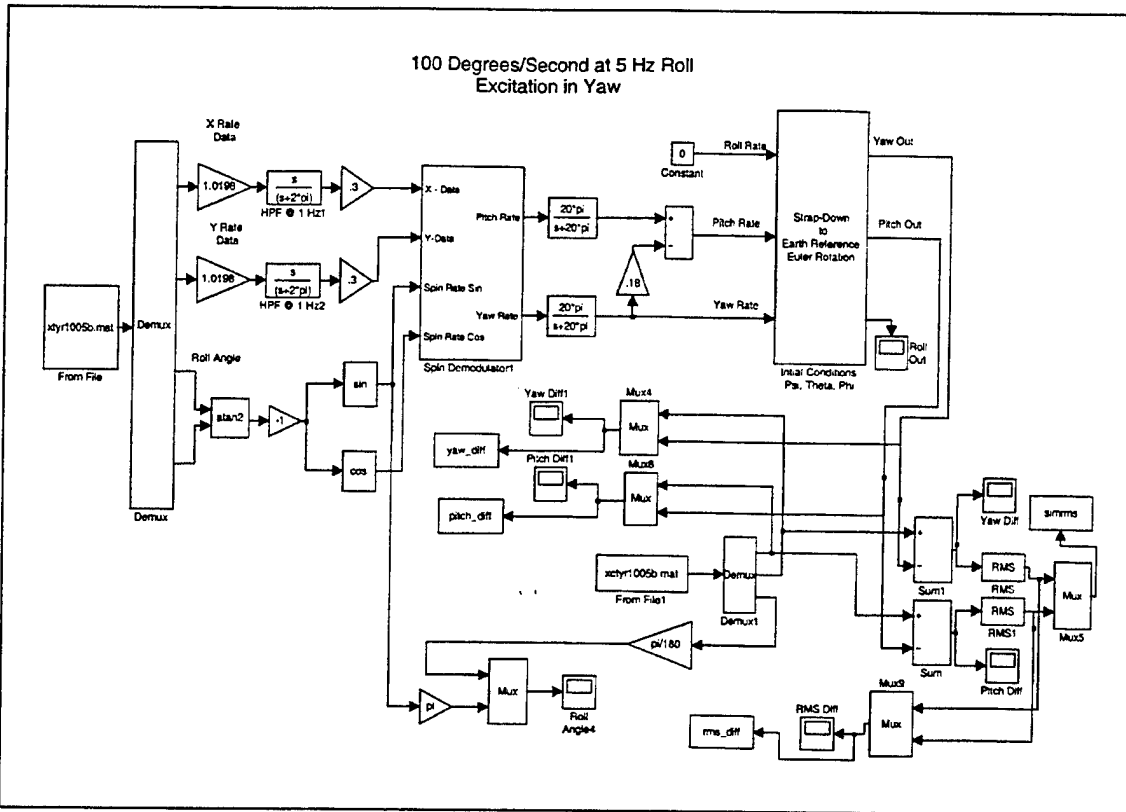 100 Degrees/Second at 5 Hz Roll
Excitation in Yaw
X Rate
Data
1.0198
s
(s+2*pi)
HPF @ 1 Hz1
.3
Y Rate
Data
1.0198
s
(s+2*pi)
HPF @ 1 Hz2
.3
xtyr1005b.mat
From File
Demux
Demux
Roll Angle
atan2
-1
sin
cos
X - Data
Y-Data
Spin Rate Sin
Spin Rate Cos
Pitch Rate
Yaw Rate
Spin Demodulator1
20*pi
s+20*pi
20*pi
s+20*pi
.18
+
-
0
Constant
Roll Rate
Pitch Rate
Yaw Rate
Strap-Down
to
Earth Reference
Euler Rotation
Intial Conditions
Psi, Theta, Phi
Yaw Out
Pitch Out
Roll
Out
Yaw Diff1
Mux4
Mux
yaw_diff
Pitch Diff1
Mux8
Mux
pitch_diff
xctyr1005b mat
From File1
Demux
Demux1
pi/180
pi
Mux
Roll
Angle4
+
-
Sum1
+
-
Sum
Yaw Diff
RMS
RMS
RMS
RMS1
Pitch Diff
simrms
Mux
Mux5
Mux9
Mux
RMS Diff
rms_diff